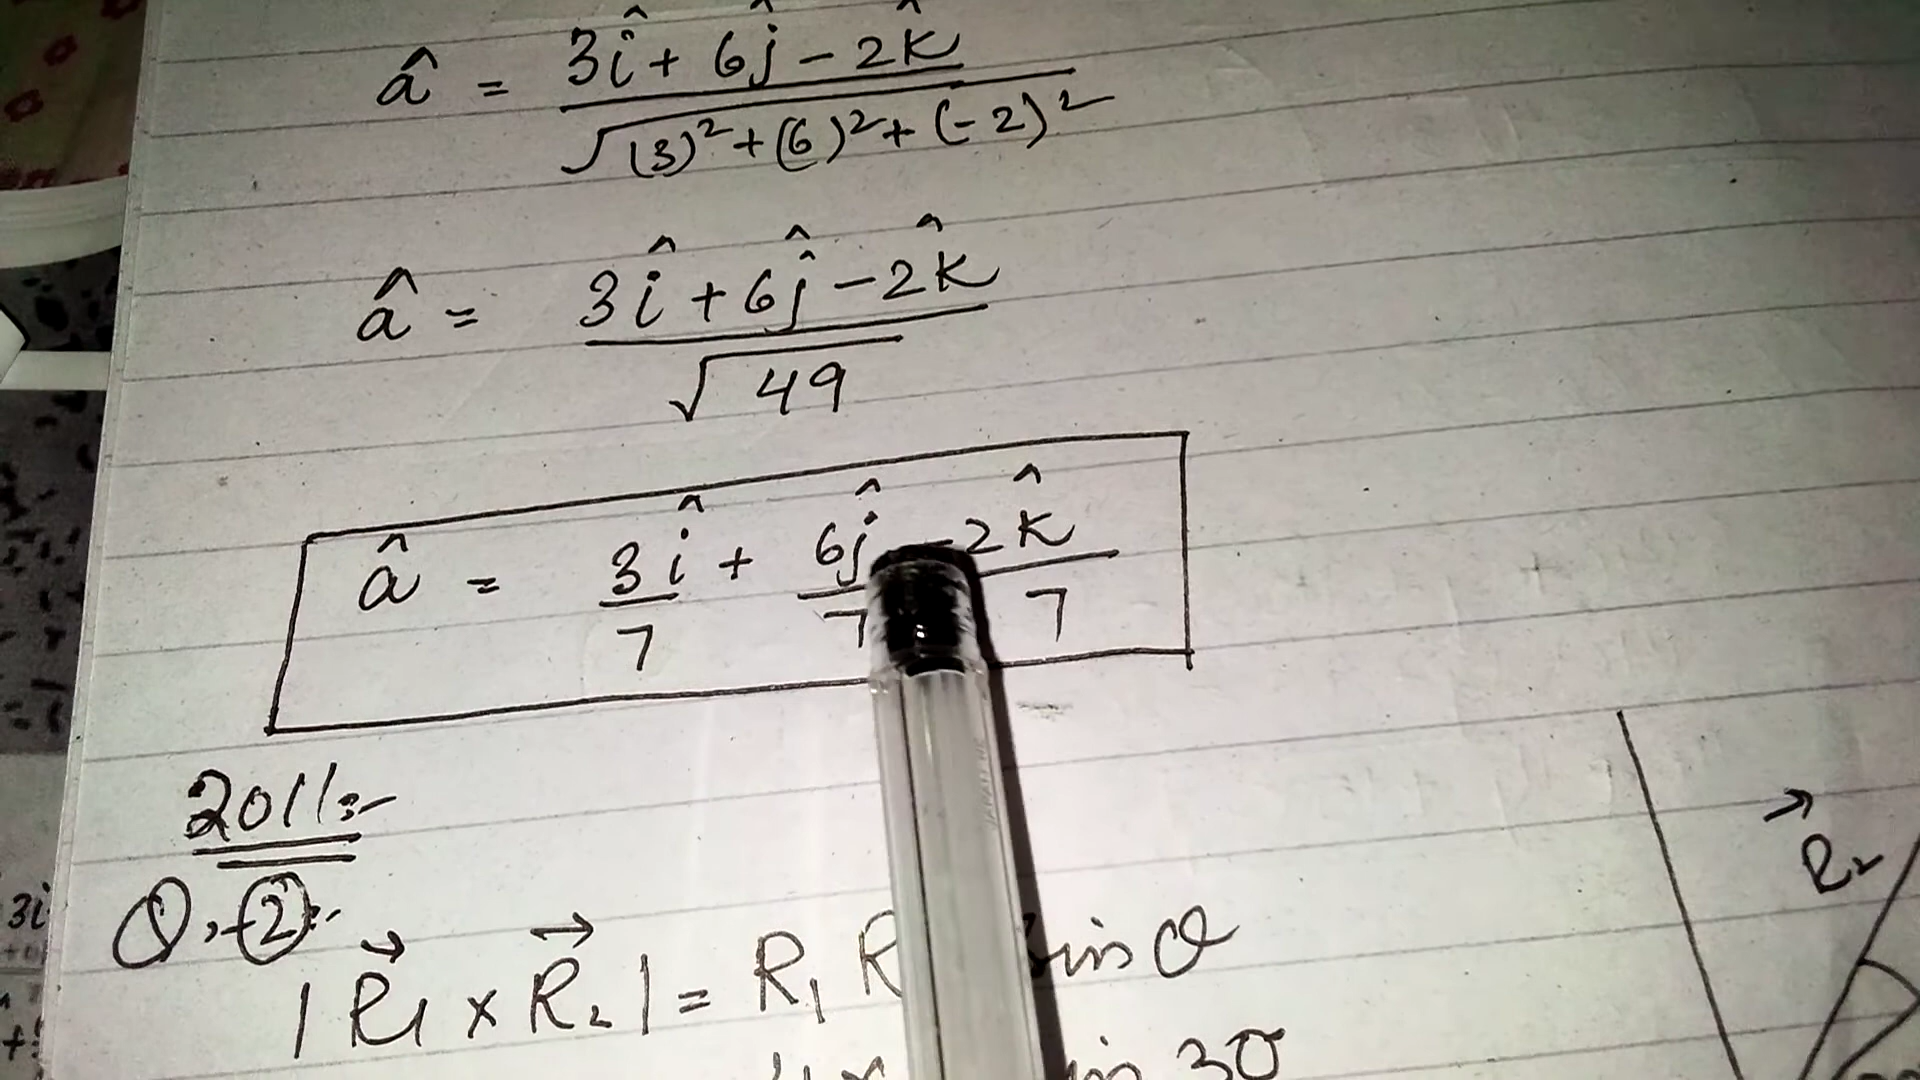 â = 3î + 6ĵ - 2k̂
√(3)² + (6)² + (-2)²
â = 3î + 6ĵ - 2k̂
√49
â = 3î + 6ĵ - 2k̂
7 7 7
2011:-
Q.-(2):-
|R⃗1 × R⃗2| = R1 R sin θ
R⃗2
30
3i